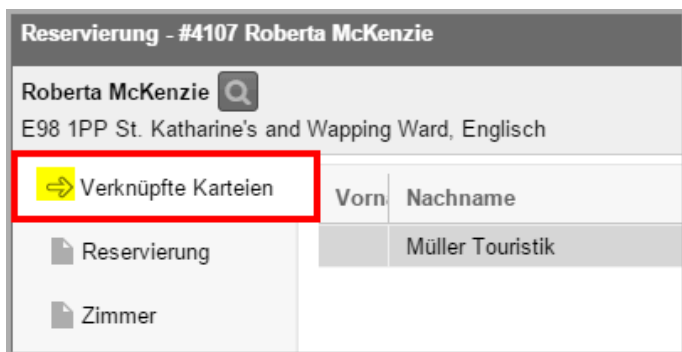 Reservierung - #4107 Roberta McKenzie
Roberta McKenzie
E98 1PP St. Katharine's and Wapping Ward, Englisch
Verknüpfte Karteien
Vorn Nachname
Reservierung
Müller Touristik
Zimmer